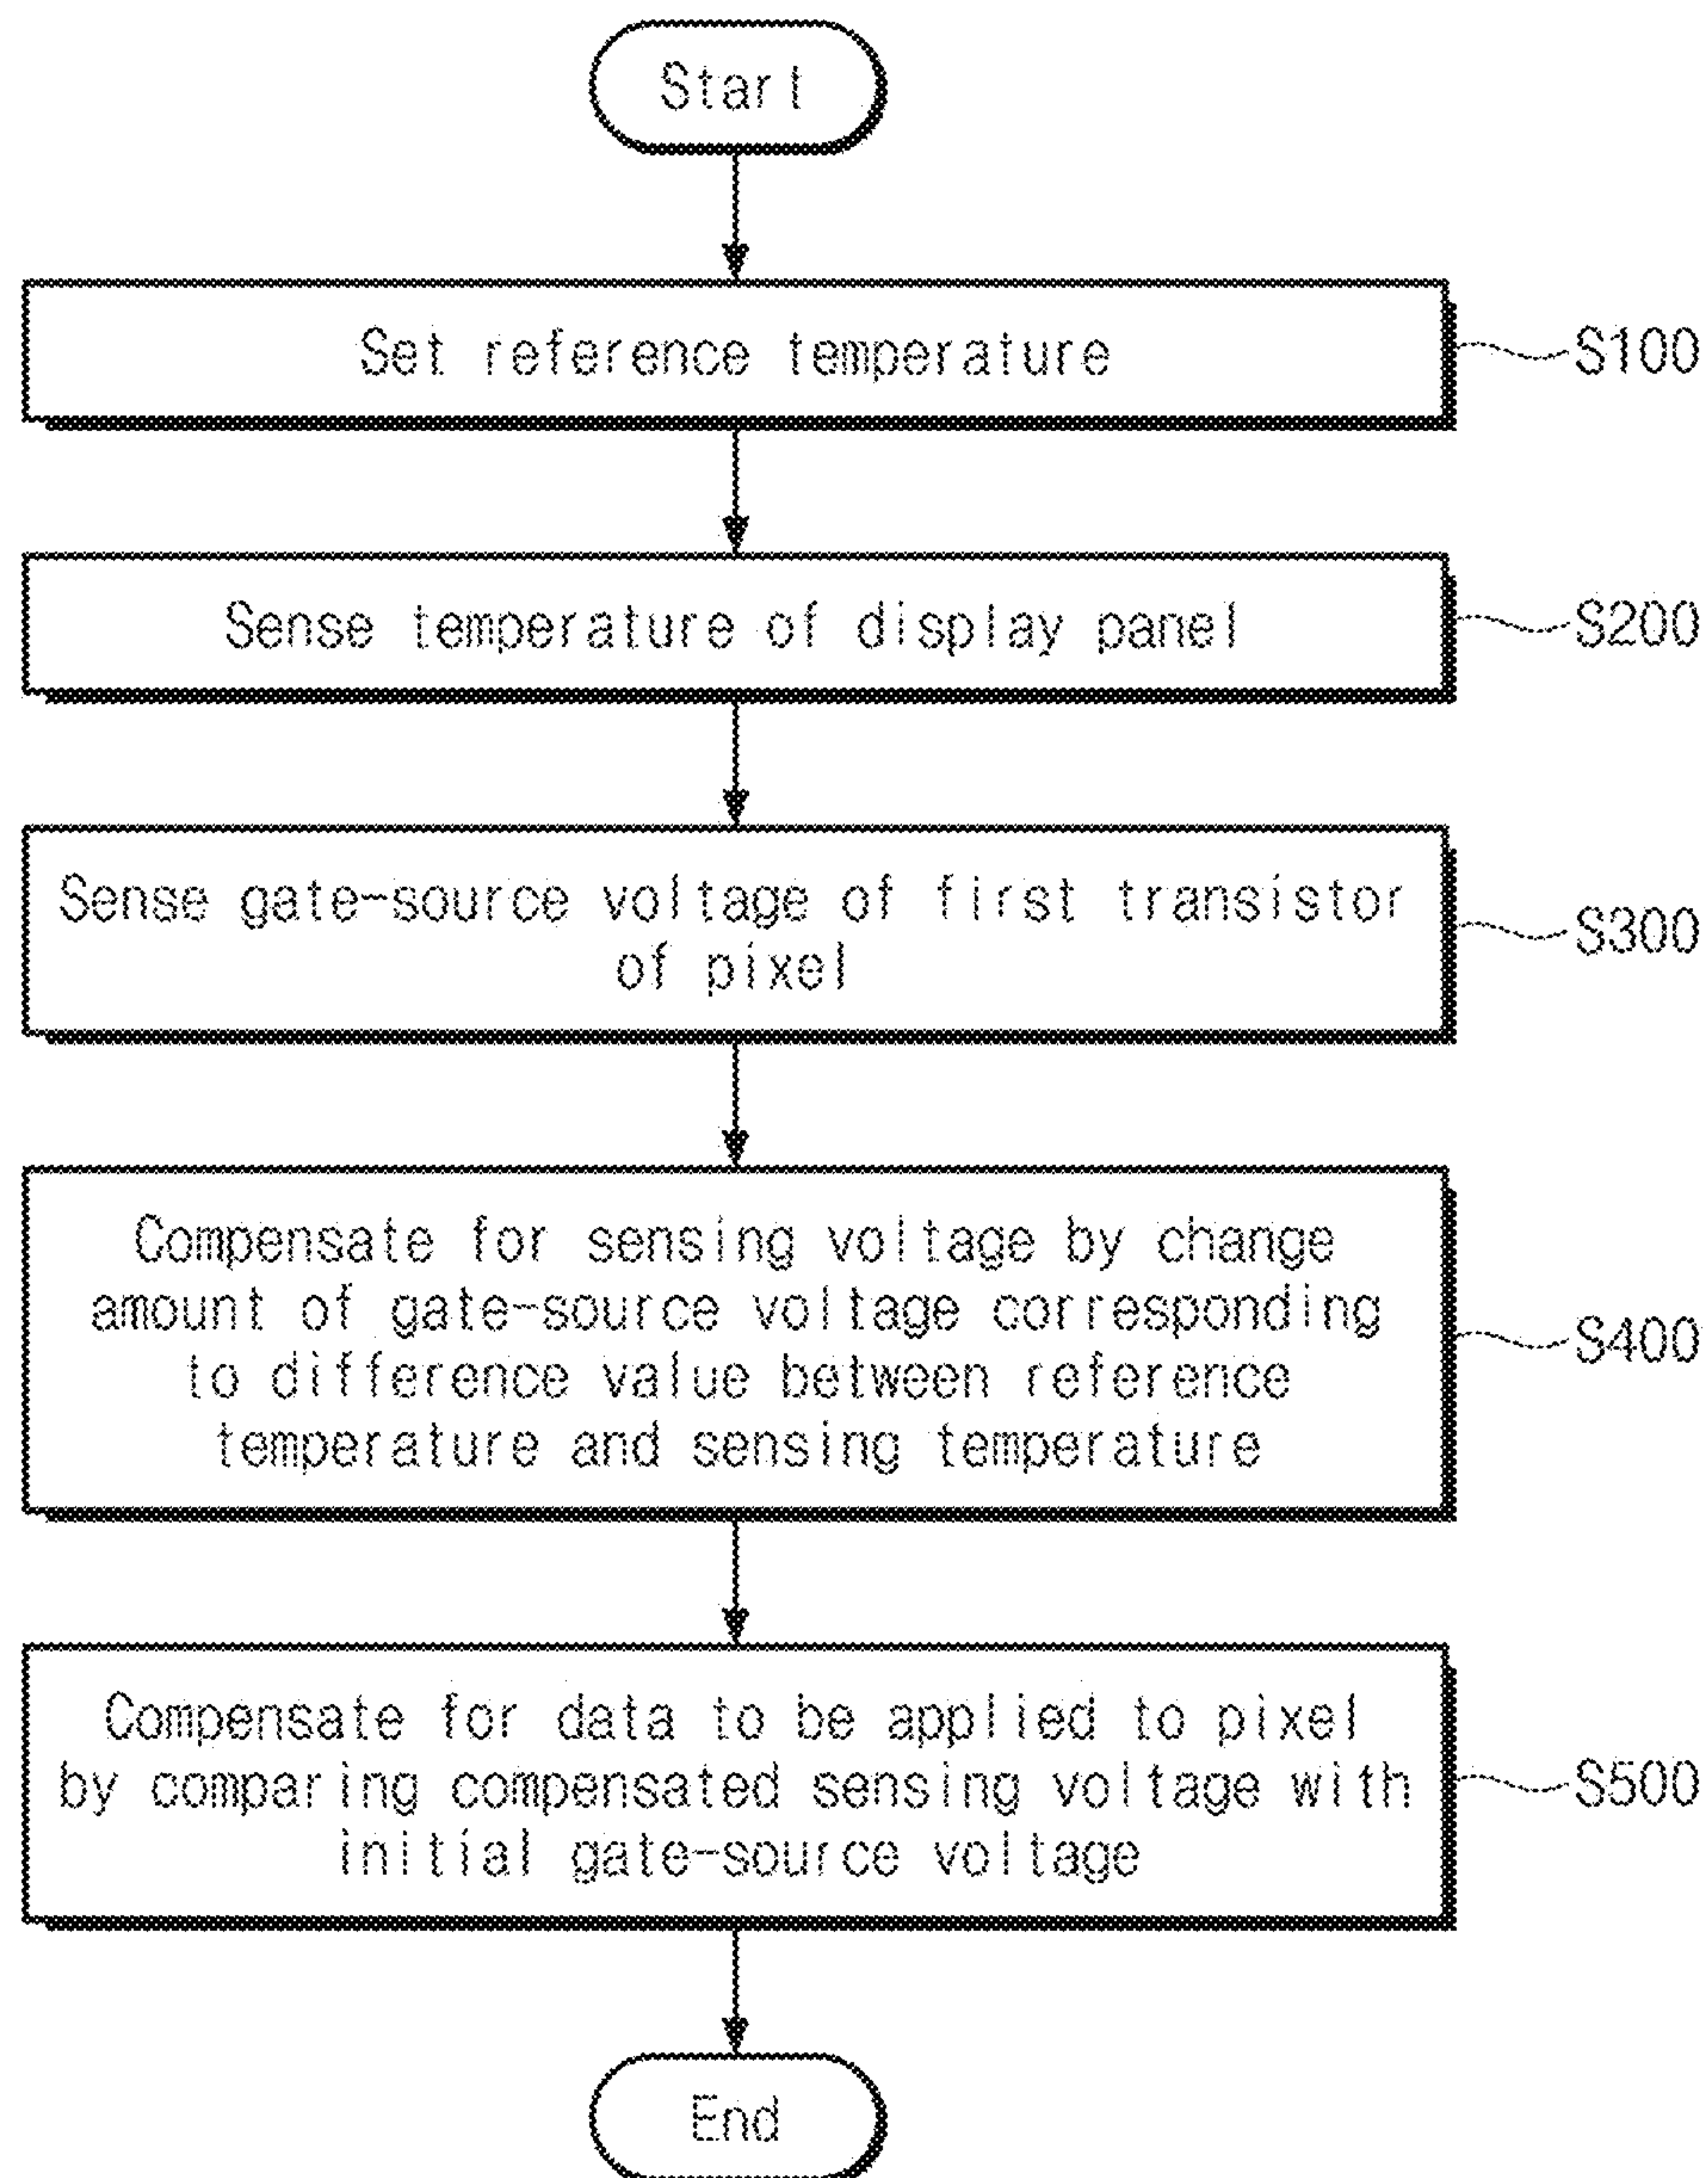 Start
Set reference temperature
S100
Sense temperature of display panel
S200
Sense gate-source voltage of first transistor
of pixel
S300
Compensate for sensing voltage by change
amount of gate-source voltage corresponding
to difference value between reference
temperature and sensing temperature
S400
Compensate for data to be applied to pixel
by comparing compensated sensing voltage with
initial gate-source voltage
S500
End